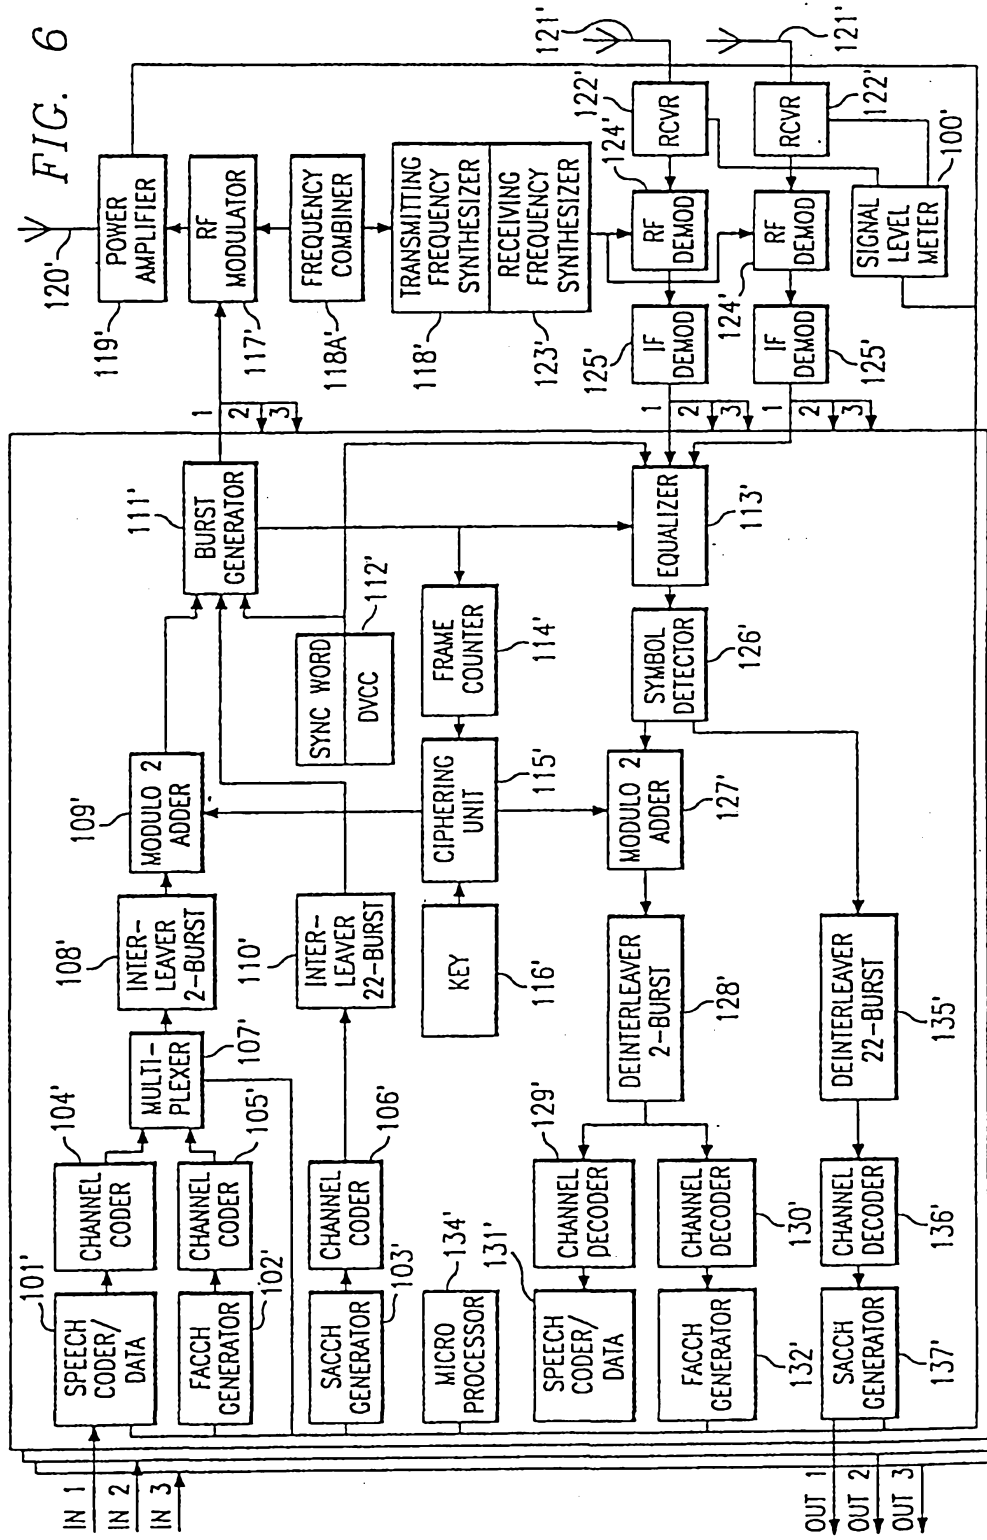 FIG. 6
IN 1
IN 2
IN 3
101'
SPEECH
CODER/
DATA
104'
CHANNEL
CODER
FACCH
GENERATOR
102'
CHANNEL
CODER
105'
MULTI-
PLEXER
107'
108'
INTER-
LEAVER
2-BURST
109'
MODULO 2
ADDER
SACCH
GENERATOR
103'
CHANNEL
CODER
106'
110'
INTER-
LEAVER
22-BURST
111'
BURST
GENERATOR
1
2
3
SYNC WORD
DVCC
112'
120'
119'
POWER
AMPLIFIER
RF
MODULATOR
117'
FREQUENCY
COMBINER
118A'
TRANSMITTING
FREQUENCY
SYNTHESIZER
118'
RECEIVING
FREQUENCY
SYNTHESIZER
123'
MICRO
PROCESSOR
134'
KEY
116'
CIPHERING
UNIT
115'
FRAME
COUNTER
114'
EQUALIZER
113'
SYMBOL
DETECTOR
126'
MODULO 2
ADDER
127'
DEINTERLEAVER
2-BURST
128'
129'
CHANNEL
DECODER
131'
SPEECH
CODER/
DATA
CHANNEL
DECODER
130'
FACCH
GENERATOR
132'
DEINTERLEAVER
22-BURST
135'
CHANNEL
DECODER
136'
SACCH
GENERATOR
137'
OUT 1
OUT 2
OUT 3
121'
122'
RCVR
124'
RF
DEMOD
125'
IF
DEMOD
1
2
3
121'
122'
RCVR
RF
DEMOD
124'
IF
DEMOD
125'
1
2
3
SIGNAL
LEVEL
METER
100'